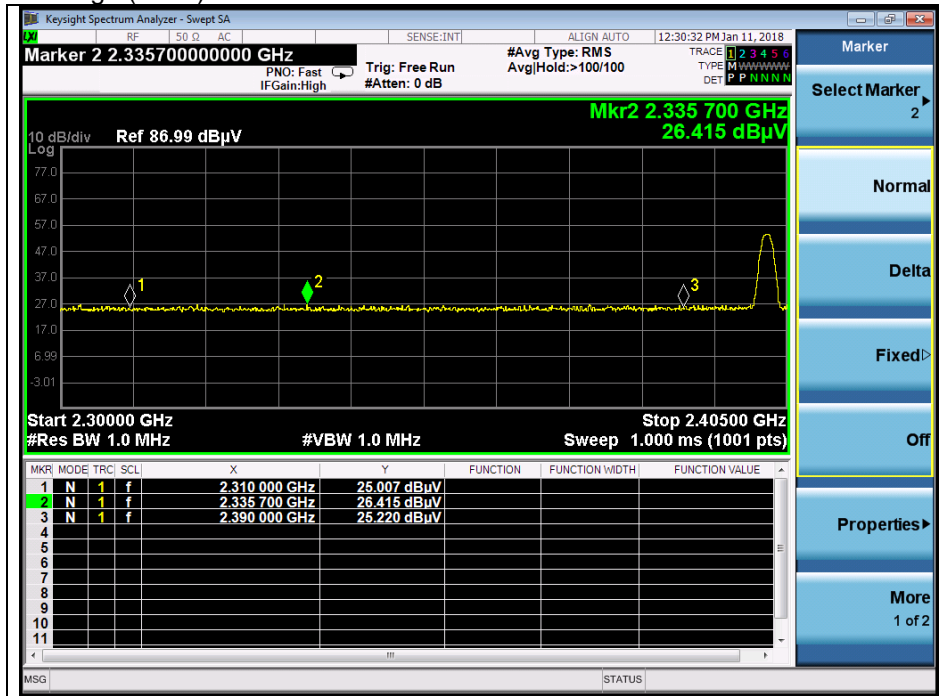 Keysight Spectrum Analyzer - Swept SA
LXI RF 50 Ω AC SENSE:INT ALIGN AUTO 12:30:32 PM Jan 11, 2018
Marker 2 2.335700000000 GHz
PNO: Fast
IFGain:High
Trig: Free Run
#Atten: 0 dB
#Avg Type: RMS
Avg|Hold:>100/100
TRACE 1 2 3 4 5 6
TYPE M WWWWW
DET P P N N N N
Mkr2 2.335 700 GHz
26.415 dBµV
10 dB/div Ref 86.99 dBµV
Log
77.0
67.0
57.0
47.0
37.0
27.0
17.0
6.99
-3.01
1
2
3
Start 2.30000 GHz Stop 2.40500 GHz
#Res BW 1.0 MHz #VBW 1.0 MHz Sweep 1.000 ms (1001 pts)
MKR MODE TRC SCL X Y FUNCTION FUNCTION WIDTH FUNCTION VALUE
1 N 1 f 2.310 000 GHz 25.007 dBµV
2 N 1 f 2.335 700 GHz 26.415 dBµV
3 N 1 f 2.390 000 GHz 25.220 dBµV
4
5
6
7
8
9
10
11
MSG STATUS
Marker
Select Marker
2
Normal
Delta
Fixed
Off
Properties
More
1 of 2